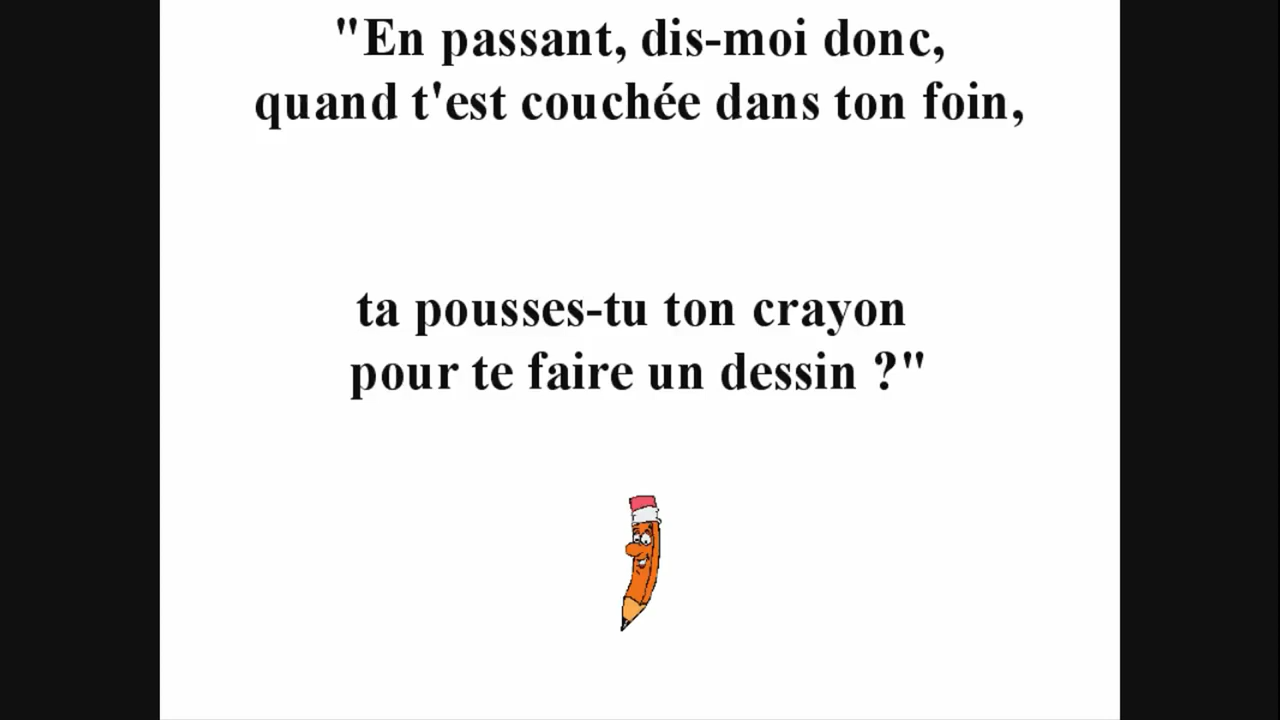 "En passant, dis-moi donc,
quand t'est couchée dans ton foin,
ta pousses-tu ton crayon
pour te faire un dessin ?"